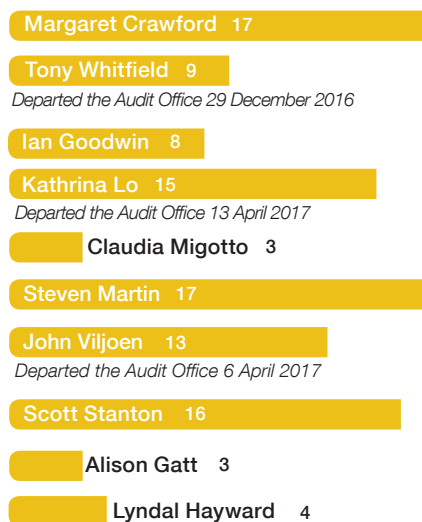 Margaret Crawford 17
Tony Whitfield 9
Departed the Audit Office 29 December 2016
Ian Goodwin 8
Kathrina Lo 15
Departed the Audit Office 13 April 2017
Claudia Migotto 3
Steven Martin 17
John Viljoen 13
Departed the Audit Office 6 April 2017
Scott Stanton 16
Alison Gatt 3
Lyndal Hayward 4